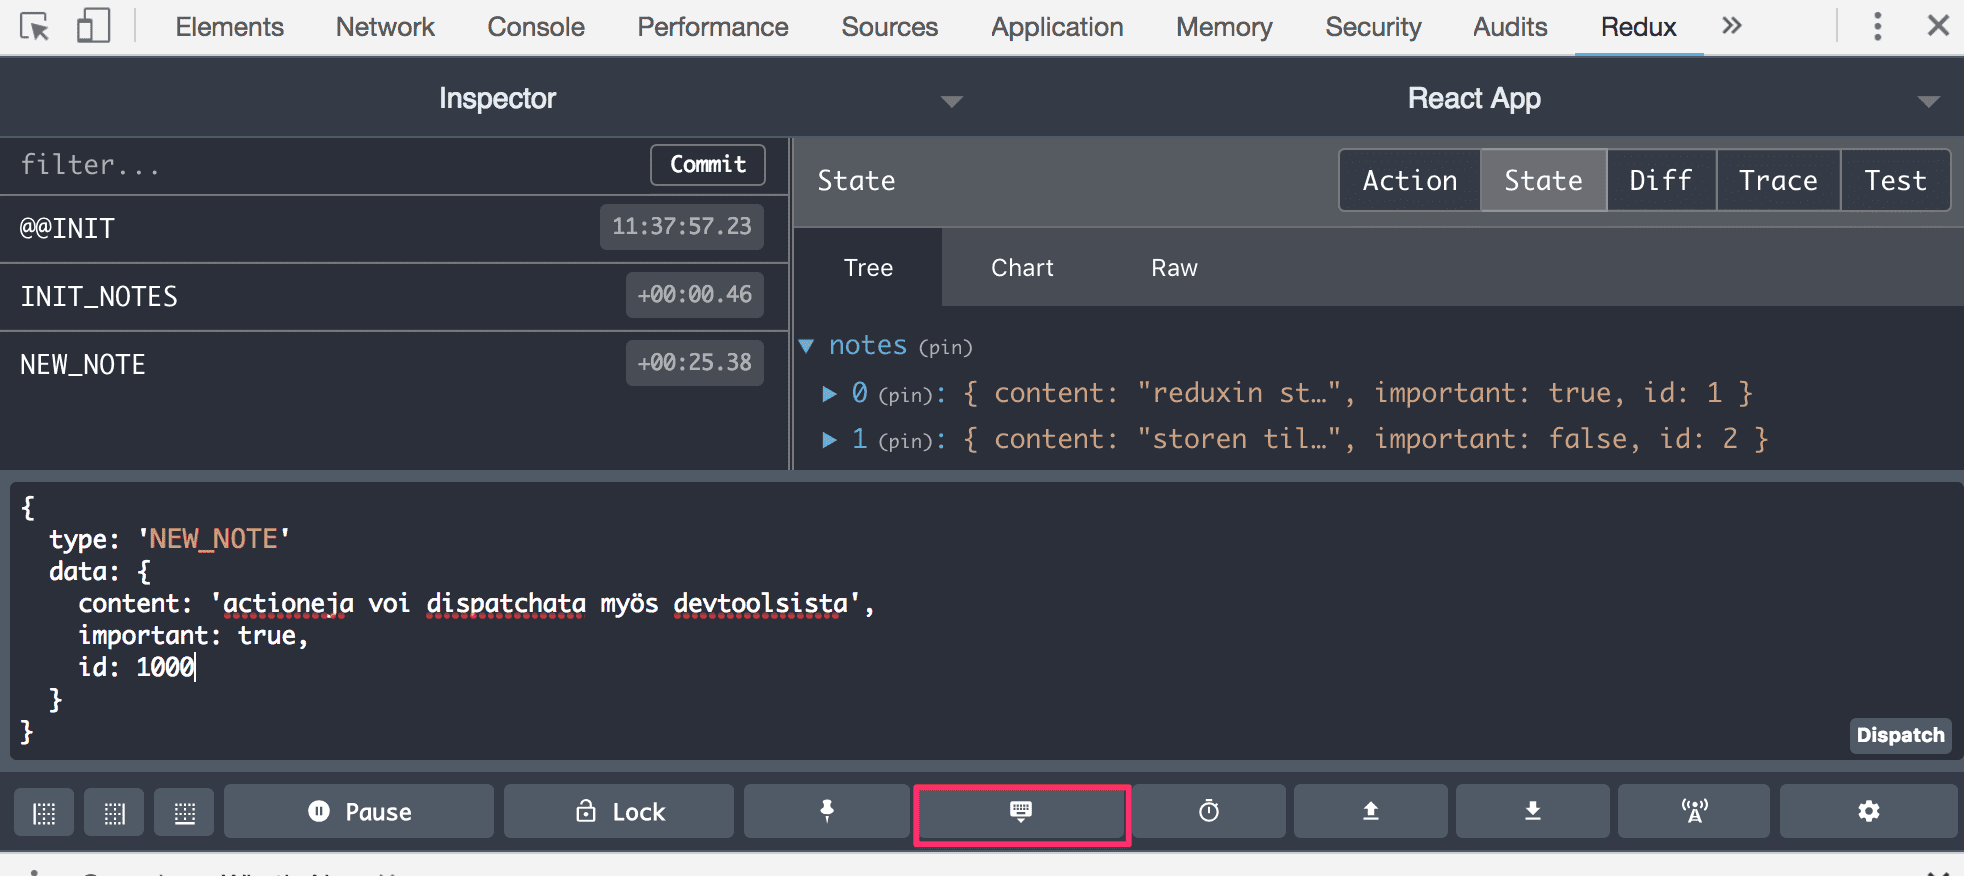 Elements Network Console Performance Sources Application Memory Security Audits Redux »
Inspector
React App
filter...
Commit
@@INIT 11:37:57.23
INIT_NOTES +00:00.46
NEW_NOTE +00:25.38
State
Action State Diff Trace Test
Tree Chart Raw
notes (pin)
0 (pin): { content: "reduxin st…", important: true, id: 1 }
1 (pin): { content: "storen til…", important: false, id: 2 }
{
type: 'NEW_NOTE'
data: {
content: 'actioneja voi dispatchata myös devtoolsista',
important: true,
id: 1000
}
}
Dispatch
Pause Lock